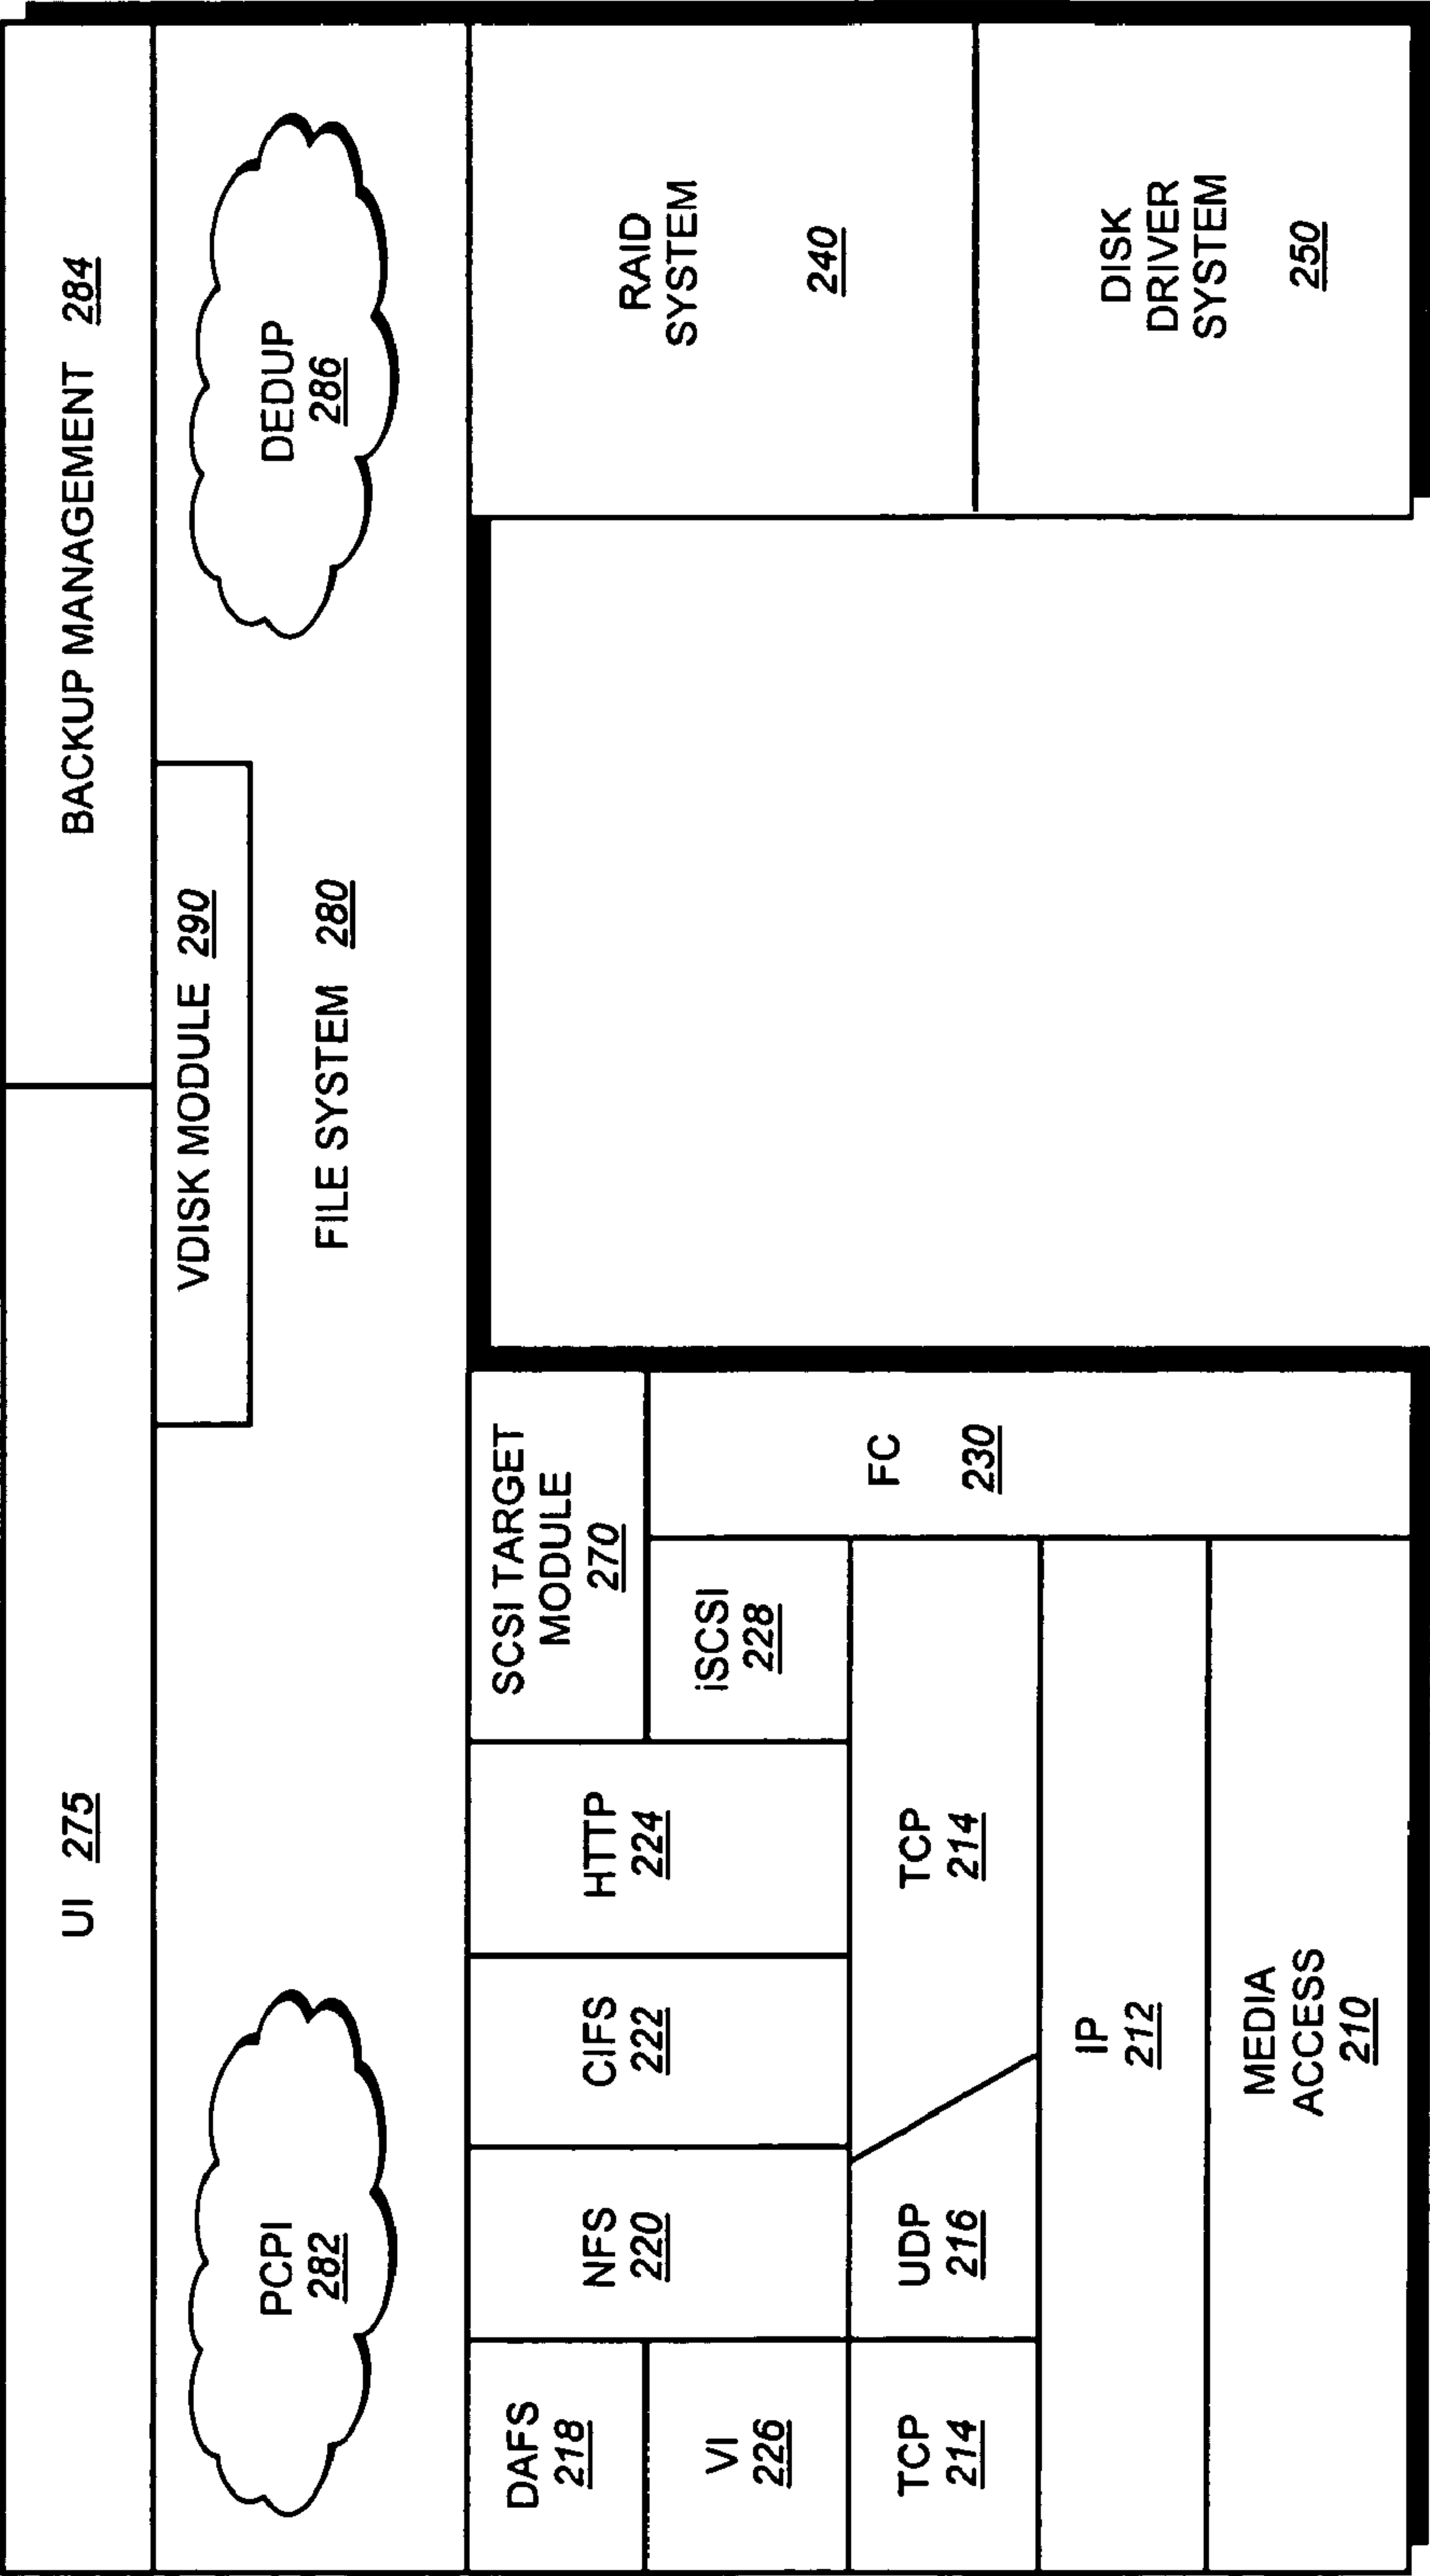 UI 275
BACKUP MANAGEMENT 284
PCPI
282
VDISK MODULE 290
FILE SYSTEM 280
DEDUP
286
DAFS
218
VI
226
TCP
214
NFS
220
UDP
216
CIFS
222
HTTP
224
TCP
214
SCSI TARGET
MODULE
270
iSCSI
228
FC
230
IP
212
MEDIA
ACCESS
210
RAID
SYSTEM
240
DISK
DRIVER
SYSTEM
250